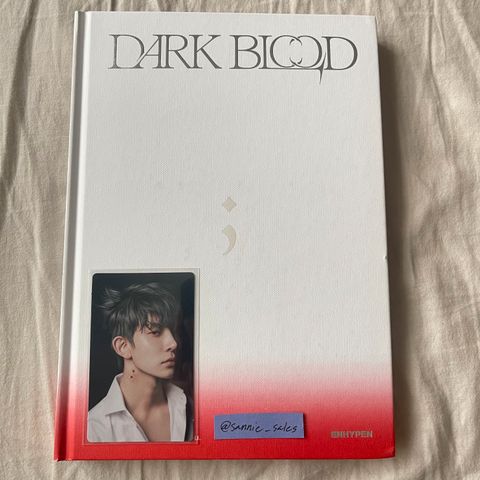 DARK BLOOD
;
@sannie_sales
ENHYPEN